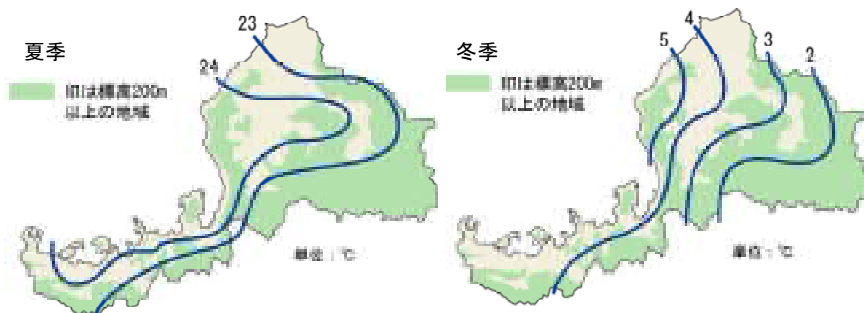 夏季
23
24
印は標高200m
以上の地域
単位：℃
冬季
5
4
3
2
印は標高200m
以上の地域
単位：℃